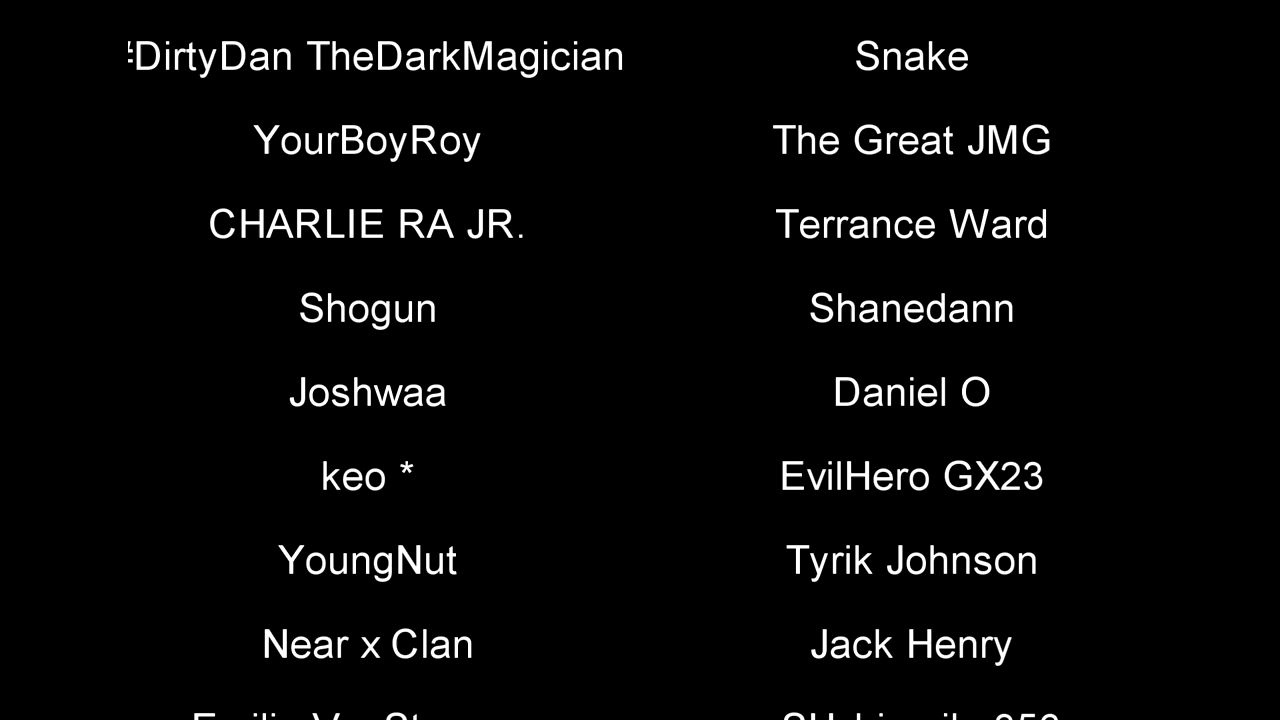 DirtyDan TheDarkMagician Snake
YourBoyRoy The Great JMG
CHARLIE RA JR. Terrance Ward
Shogun Shanedann
Joshwaa Daniel O
keo * EvilHero GX23
YoungNut Tyrik Johnson
Near x Clan Jack Henry